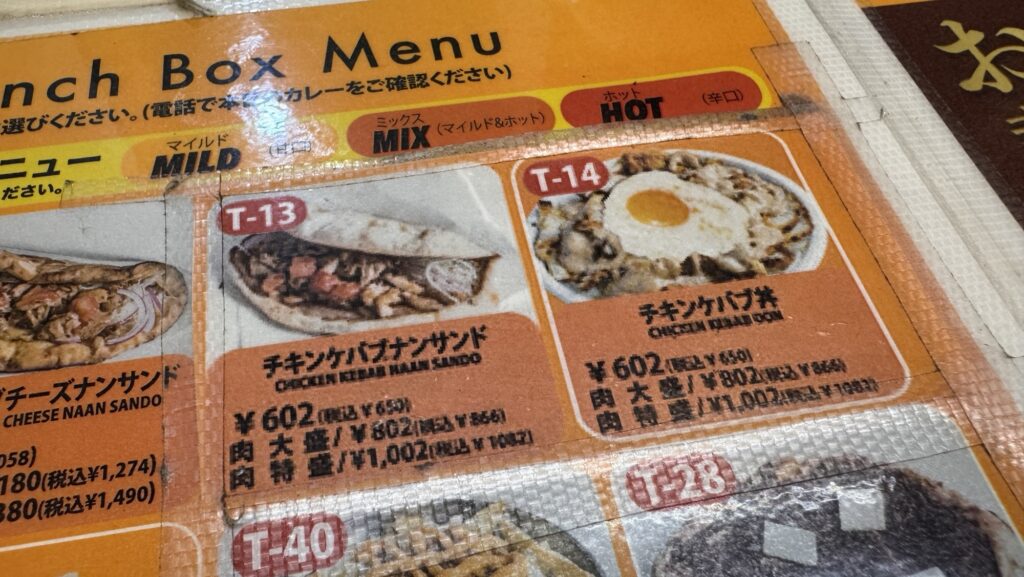 nch Box Menu
選びください。(電話で本日のカレーをご確認ください)
ニュー
ださい。
マイルド
MILD
(甘口)
ミックス
MIX (マイルド&ホット)
ホット
HOT (辛口)
チーズナンサンド
CHEESE NAAN SANDO
058)
180(税込¥1,274)
880(税込¥1,490)
T-13
チキンケバブナンサンド
CHICKEN KEBAB NAAN SANDO
¥602(税込¥650)
肉大盛/¥802(税込¥866)
肉特盛/¥1,002(税込¥1082)
T-14
チキンケバブ丼
CHICKEN KEBAB DON
¥602(税込¥650)
肉大盛/¥802(税込¥866)
肉特盛/¥1,002(税込¥1082)
T-40
T-28
お